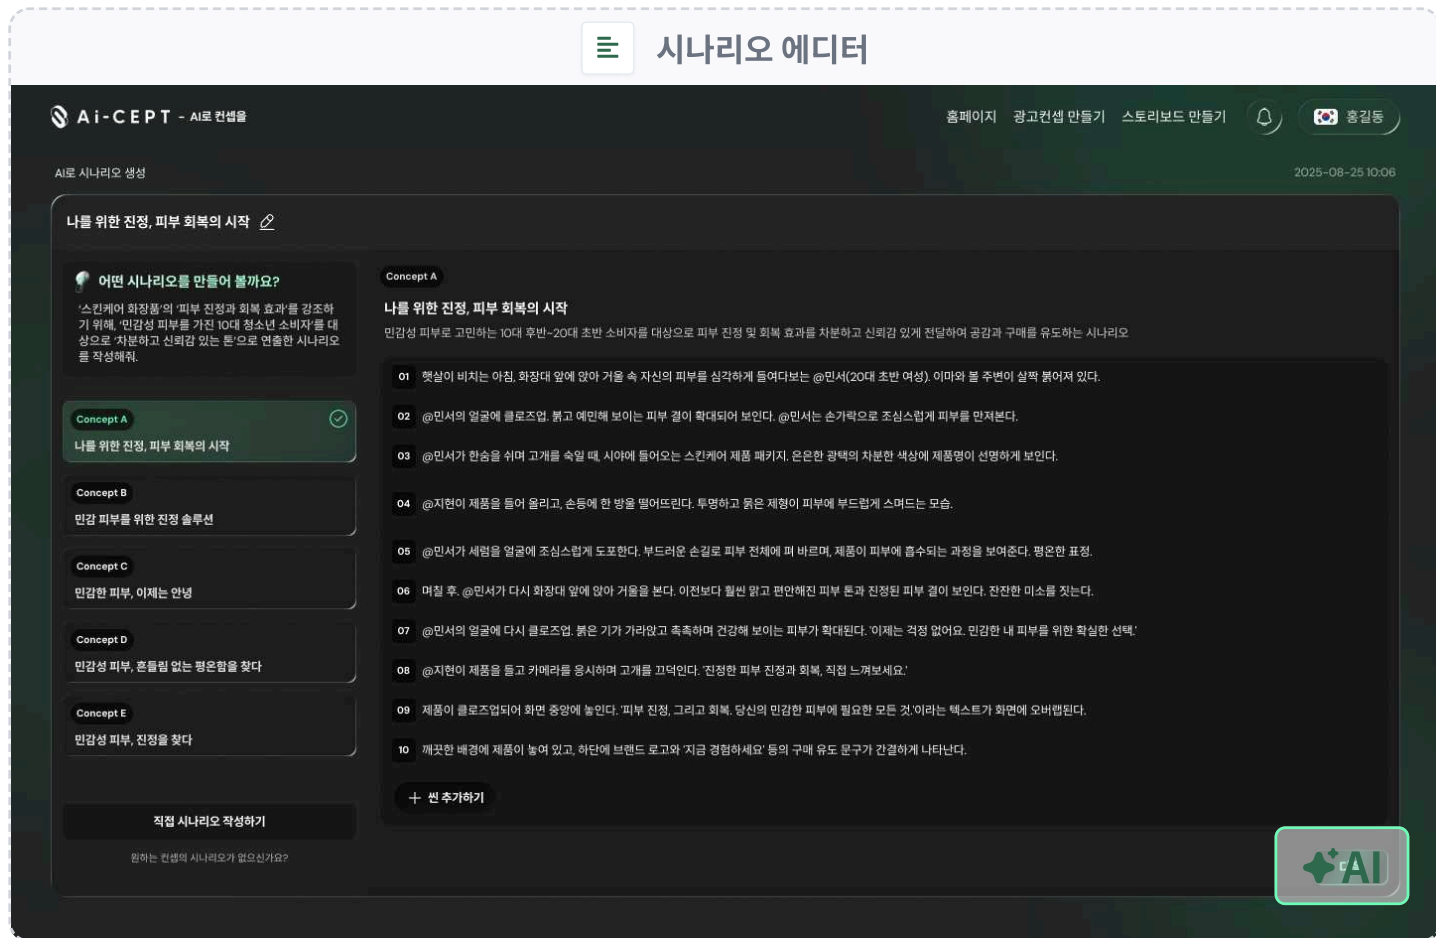 시나리오 에디터
Ai-CEPT - AI로 컨셉을
홈페이지 광고컨셉 만들기 스토리보드 만들기 홍길동
AI로 시나리오 생성
2025-08-25 10:06
나를 위한 진정, 피부 회복의 시작
어떤 시나리오를 만들어 볼까요?
'스킨케어 화장품'의 '피부 진정과 회복 효과'를 강조하
기 위해, '민감성 피부를 가진 10대 청소년 소비자'를 대
상으로 '차분하고 신뢰감 있는 톤'으로 연출한 시나리오
를 작성해줘.
Concept A
나를 위한 진정, 피부 회복의 시작
Concept B
민감 피부를 위한 진정 솔루션
Concept C
민감한 피부, 이제는 안녕
Concept D
민감성 피부, 흔들림 없는 평온함을 찾다
Concept E
민감성 피부, 진정을 찾다
직접 시나리오 작성하기
원하는 컨셉의 시나리오가 없으신가요?
Concept A
나를 위한 진정, 피부 회복의 시작
민감성 피부로 고민하는 10대 후반~20대 초반 소비자를 대상으로 피부 진정 및 회복 효과를 차분하고 신뢰감 있게 전달하여 공감과 구매를 유도하는 시나리오
01 햇살이 비치는 아침, 화장대 앞에 앉아 거울 속 자신의 피부를 심각하게 들여다보는 @민서(20대 초반 여성). 이마와 볼 주변이 살짝 붉어져 있다.
02 @민서의 얼굴에 클로즈업. 붉고 예민해 보이는 피부 결이 확대되어 보인다. @민서는 손가락으로 조심스럽게 피부를 만져본다.
03 @민서가 한숨을 쉬며 고개를 숙일 때, 시야에 들어오는 스킨케어 제품 패키지. 은은한 광택의 차분한 색상에 제품명이 선명하게 보인다.
04 @지현이 제품을 들어 올리고, 손등에 한 방울 떨어뜨린다. 투명하고 묽은 제형이 피부에 부드럽게 스며드는 모습.
05 @민서가 세럼을 얼굴에 조심스럽게 도포한다. 부드러운 손길로 피부 전체에 펴 바르며, 제품이 피부에 흡수되는 과정을 보여준다. 평온한 표정.
06 며칠 후. @민서가 다시 화장대 앞에 앉아 거울을 본다. 이전보다 훨씬 맑고 편안해진 피부 톤과 진정된 피부 결이 보인다. 잔잔한 미소를 짓는다.
07 @민서의 얼굴에 다시 클로즈업. 붉은 기가 가라앉고 촉촉하며 건강해 보이는 피부가 확대된다. '이제는 걱정 없어요. 민감한 내 피부를 위한 확실한 선택.'
08 @지현이 제품을 들고 카메라를 응시하며 고개를 끄덕인다. '진정한 피부 진정과 회복, 직접 느껴보세요.'
09 제품이 클로즈업되어 화면 중앙에 놓인다. '피부 진정, 그리고 회복. 당신의 민감한 피부에 필요한 모든 것.'이라는 텍스트가 화면에 오버랩된다.
10 깨끗한 배경에 제품이 놓여 있고, 하단에 브랜드 로고와 '지금 경험하세요' 등의 구매 유도 문구가 간결하게 나타난다.
+ 씬 추가하기
AI